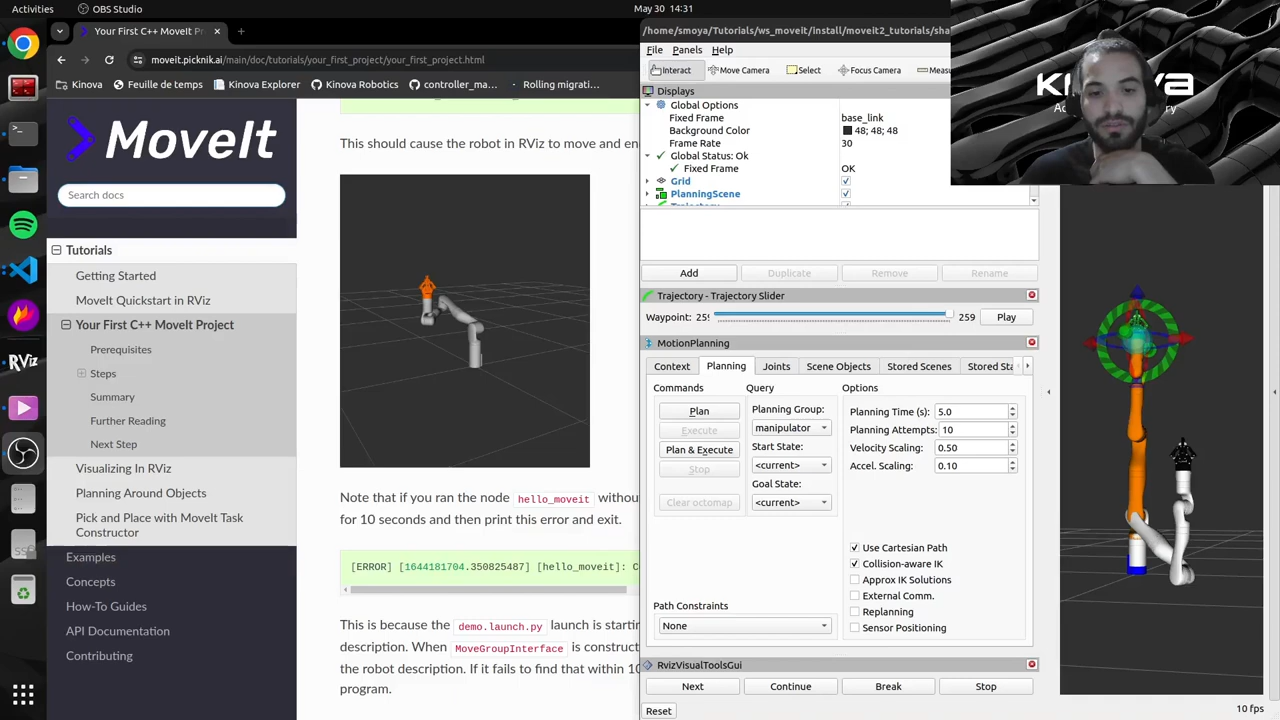 Activities
OBS Studio
May 30 14:31
Your First C++ MoveIt P
moveit.picknik.ai/main/doc/tutorials/your_first_project/your_first_project.html
Kinova
Feuille de temps
Kinova Explorer
Kinova Robotics
controller_ma...
Rolling migrati...
MoveIt
Search docs
Tutorials
Getting Started
MoveIt Quickstart in RViz
Your First C++ MoveIt Project
Prerequisites
Steps
Summary
Further Reading
Next Step
Visualizing In RViz
Planning Around Objects
Pick and Place with MoveIt Task
Constructor
Examples
Concepts
How-To Guides
API Documentation
Contributing
This should cause the robot in RViz to move and en
Note that if you ran the node hello_moveit withou
for 10 seconds and then print this error and exit.
[ERROR] [1644181704.350825487] [hello_moveit]: C
This is because the demo.launch.py launch is startin
description. When MoveGroupInterface is construct
the robot description. If it fails to find that within 10
program.
RViz
/home/smoya/Tutorials/ws_moveit/install/moveit2_tutorials/sha
File Panels Help
Interact
Move Camera
Select
Focus Camera
Measu
Displays
Global Options
Fixed Frame base_link
Background Color 48; 48; 48
Frame Rate 30
Global Status: Ok
Fixed Frame OK
Grid
PlanningScene
Trajectory
Add
Duplicate
Remove
Rename
Trajectory - Trajectory Slider
Waypoint: 25 259 Play
MotionPlanning
Context Planning Joints Scene Objects Stored Scenes Stored Sta
Commands Query Options
Plan
Execute
Plan & Execute
Stop
Clear octomap
Planning Group:
manipulator
Start State:
<current>
Goal State:
<current>
Planning Time (s): 5.0
Planning Attempts: 10
Velocity Scaling: 0.50
Accel. Scaling: 0.10
Use Cartesian Path
Collision-aware IK
Approx IK Solutions
External Comm.
Replanning
Sensor Positioning
Path Constraints
None
RvizVisualToolsGui
Next
Continue
Break
Stop
Reset
10 fps